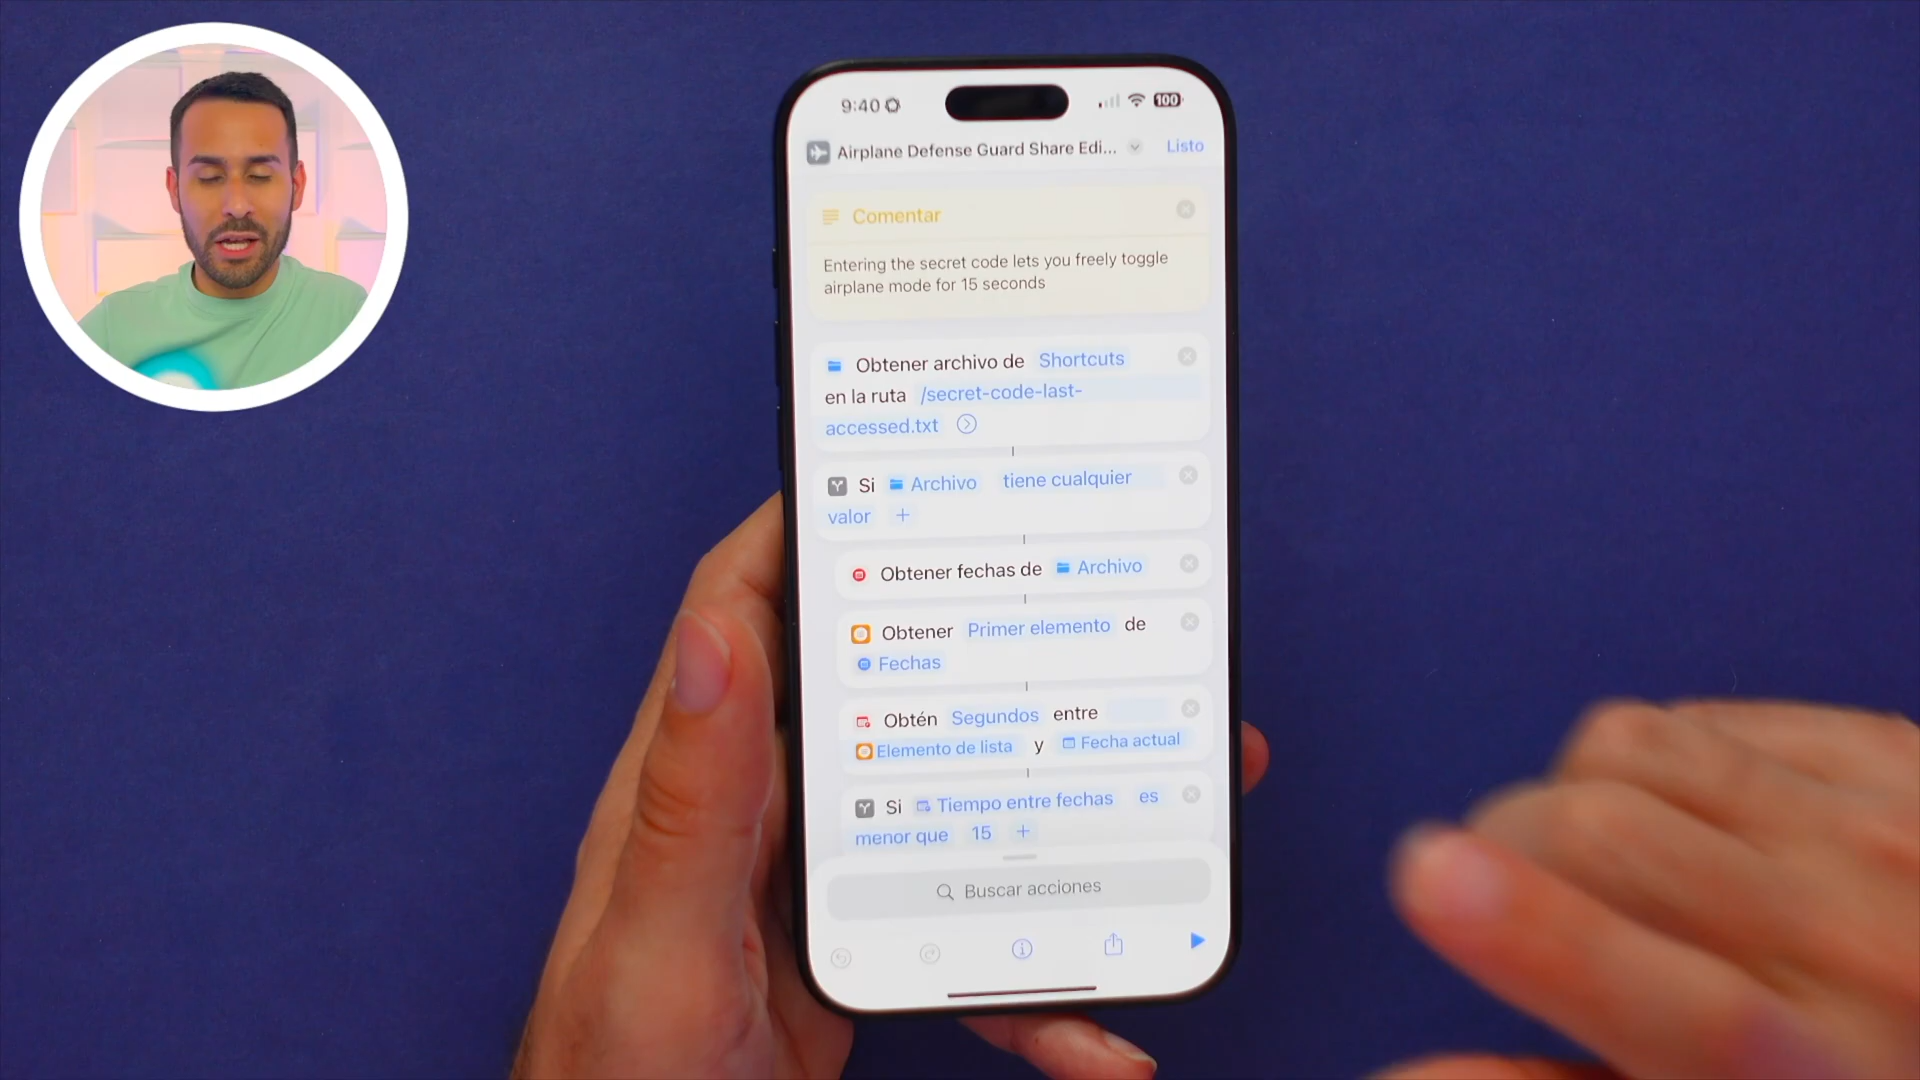 9:40
100
Airplane Defense Guard Share Edi...
Listo
Comentar
Entering the secret code lets you freely toggle
airplane mode for 15 seconds
Obtener archivo de Shortcuts
en la ruta /secret-code-last-
accessed.txt
Si Archivo tiene cualquier
valor +
Obtener fechas de Archivo
Obtener Primer elemento de
Fechas
Obtén Segundos entre
Elemento de lista y Fecha actual
Si Tiempo entre fechas es
menor que 15 +
Buscar acciones